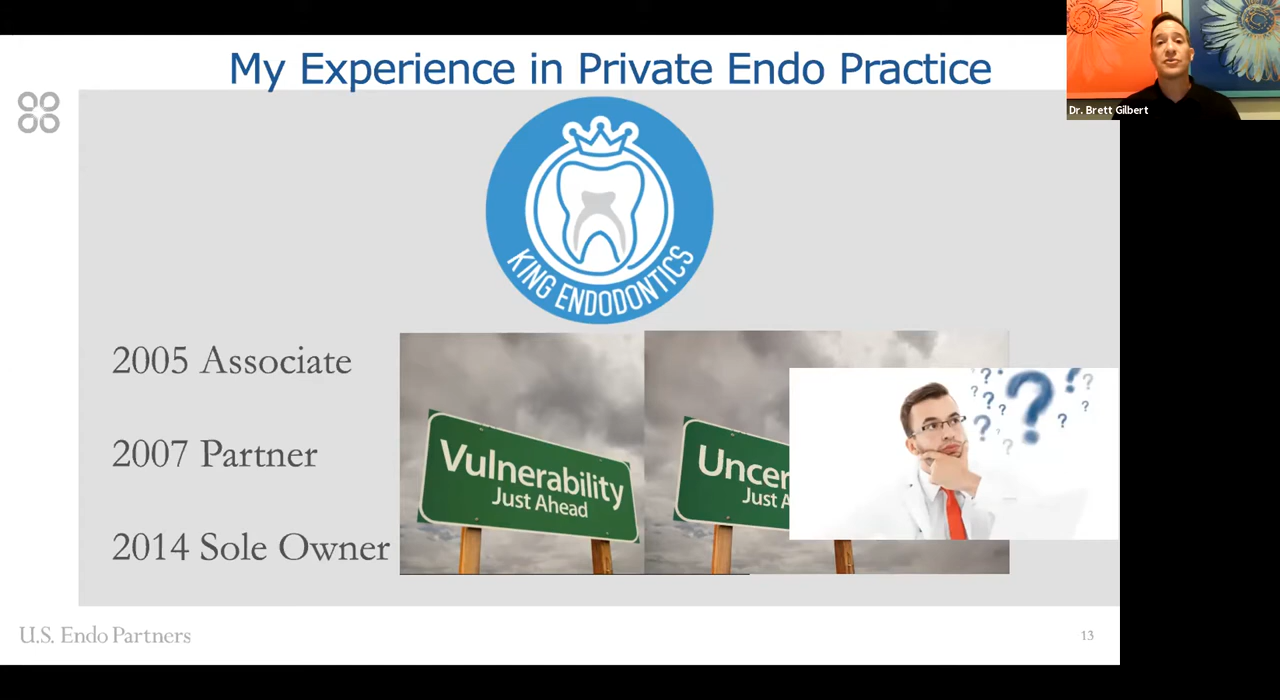 My Experience in Private Endo Practice
Dr. Brett Gilbert
KING ENDODONTICS
2005 Associate
2007 Partner
2014 Sole Owner
Vulnerability
Just Ahead
U.S. Endo Partners
13